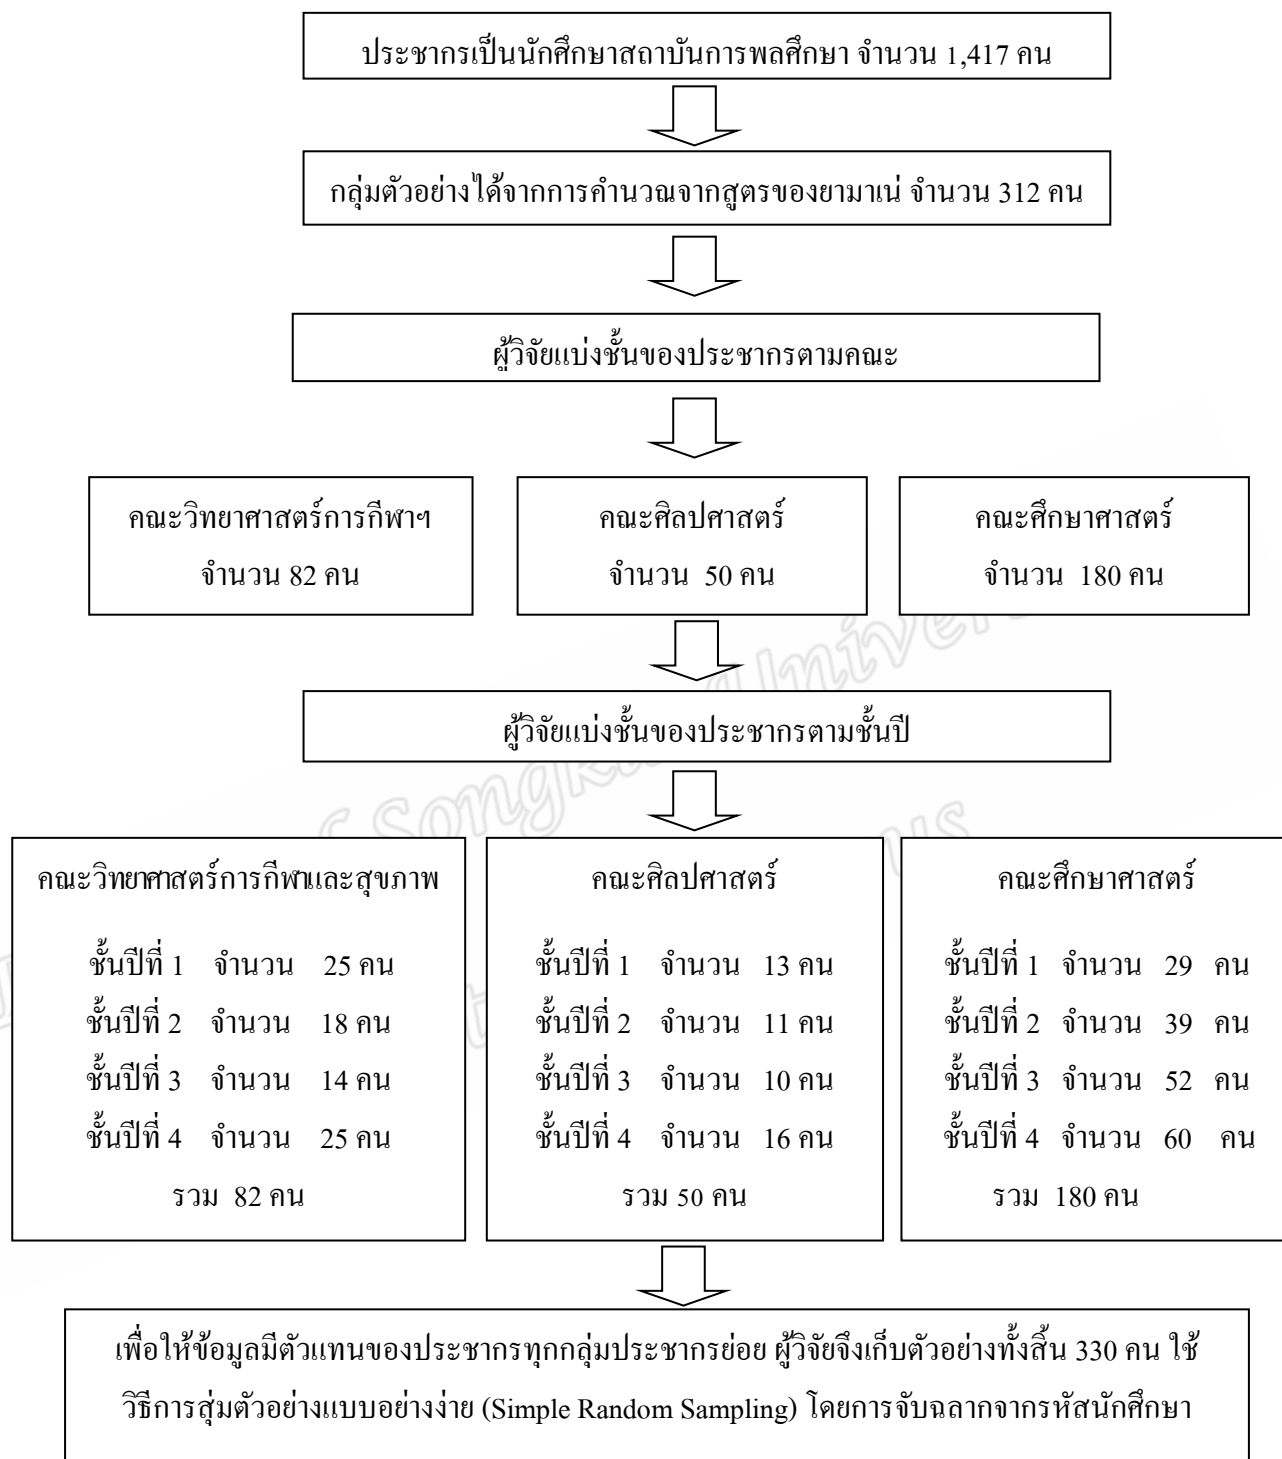 ประชากรเป็นนักศึกษาสถาบันการพลศึกษา จำนวน 1,417 คน
กลุ่มตัวอย่างได้จากการคำนวณจากสูตรของยามาเน่ จำนวน 312 คน
ผู้วิจัยแบ่งชั้นของประชากรตามคณะ
คณะวิทยาศาสตร์การกีฬาฯ
จำนวน 82 คน
คณะศิลปศาสตร์
จำนวน 50 คน
คณะศึกษาศาสตร์
จำนวน 180 คน
ผู้วิจัยแบ่งชั้นของประชากรตามชั้นปี
คณะวิทยาศาสตร์การกีฬาและสุขภาพ
ชั้นปีที่ 1 จำนวน 25 คน
ชั้นปีที่ 2 จำนวน 18 คน
ชั้นปีที่ 3 จำนวน 14 คน
ชั้นปีที่ 4 จำนวน 25 คน
รวม 82 คน
คณะศิลปศาสตร์
ชั้นปีที่ 1 จำนวน 13 คน
ชั้นปีที่ 2 จำนวน 11 คน
ชั้นปีที่ 3 จำนวน 10 คน
ชั้นปีที่ 4 จำนวน 16 คน
รวม 50 คน
คณะศึกษาศาสตร์
ชั้นปีที่ 1 จำนวน 29 คน
ชั้นปีที่ 2 จำนวน 39 คน
ชั้นปีที่ 3 จำนวน 52 คน
ชั้นปีที่ 4 จำนวน 60 คน
รวม 180 คน
เพื่อให้ข้อมูลมีตัวแทนของประชากรทุกกลุ่มประชากรย่อย ผู้วิจัยจึงเก็บตัวอย่างทั้งสิ้น 330 คน ใช้
วิธีการสุ่มตัวอย่างแบบอย่างง่าย (Simple Random Sampling) โดยการจับฉลากจากรหัสนักศึกษา